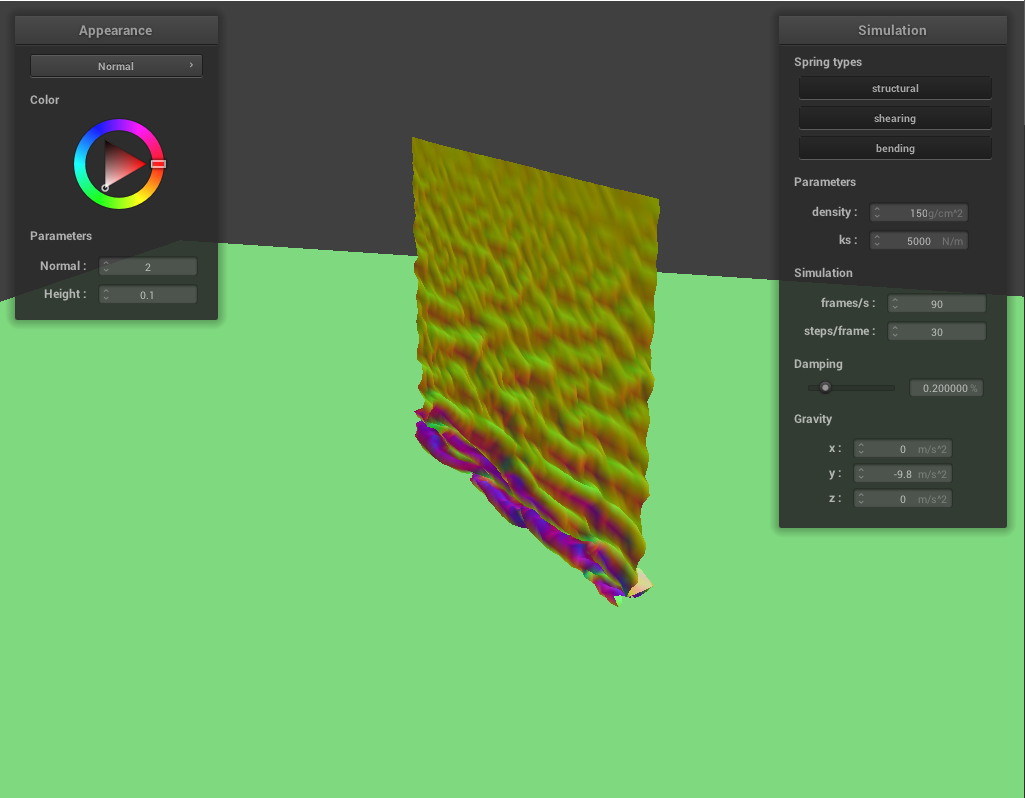 Appearance
Normal
Color
Parameters
Normal : 2
Height : 0.1
Simulation
Spring types
structural
shearing
bending
Parameters
density : 150 g/cm^2
ks : 5000 N/m
Simulation
frames/s : 90
steps/frame : 30
Damping
0.200000 %
Gravity
x : 0 m/s^2
y : -9.8 m/s^2
z : 0 m/s^2